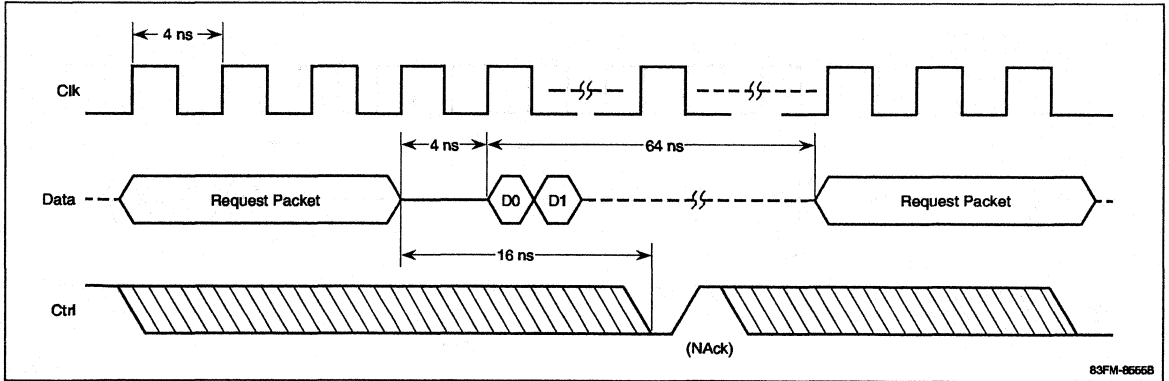 4 ns
Clk
4 ns
64 ns
Data
Request Packet
D0
D1
Request Packet
16 ns
Ctrl
(NAck)
83FM-8555B